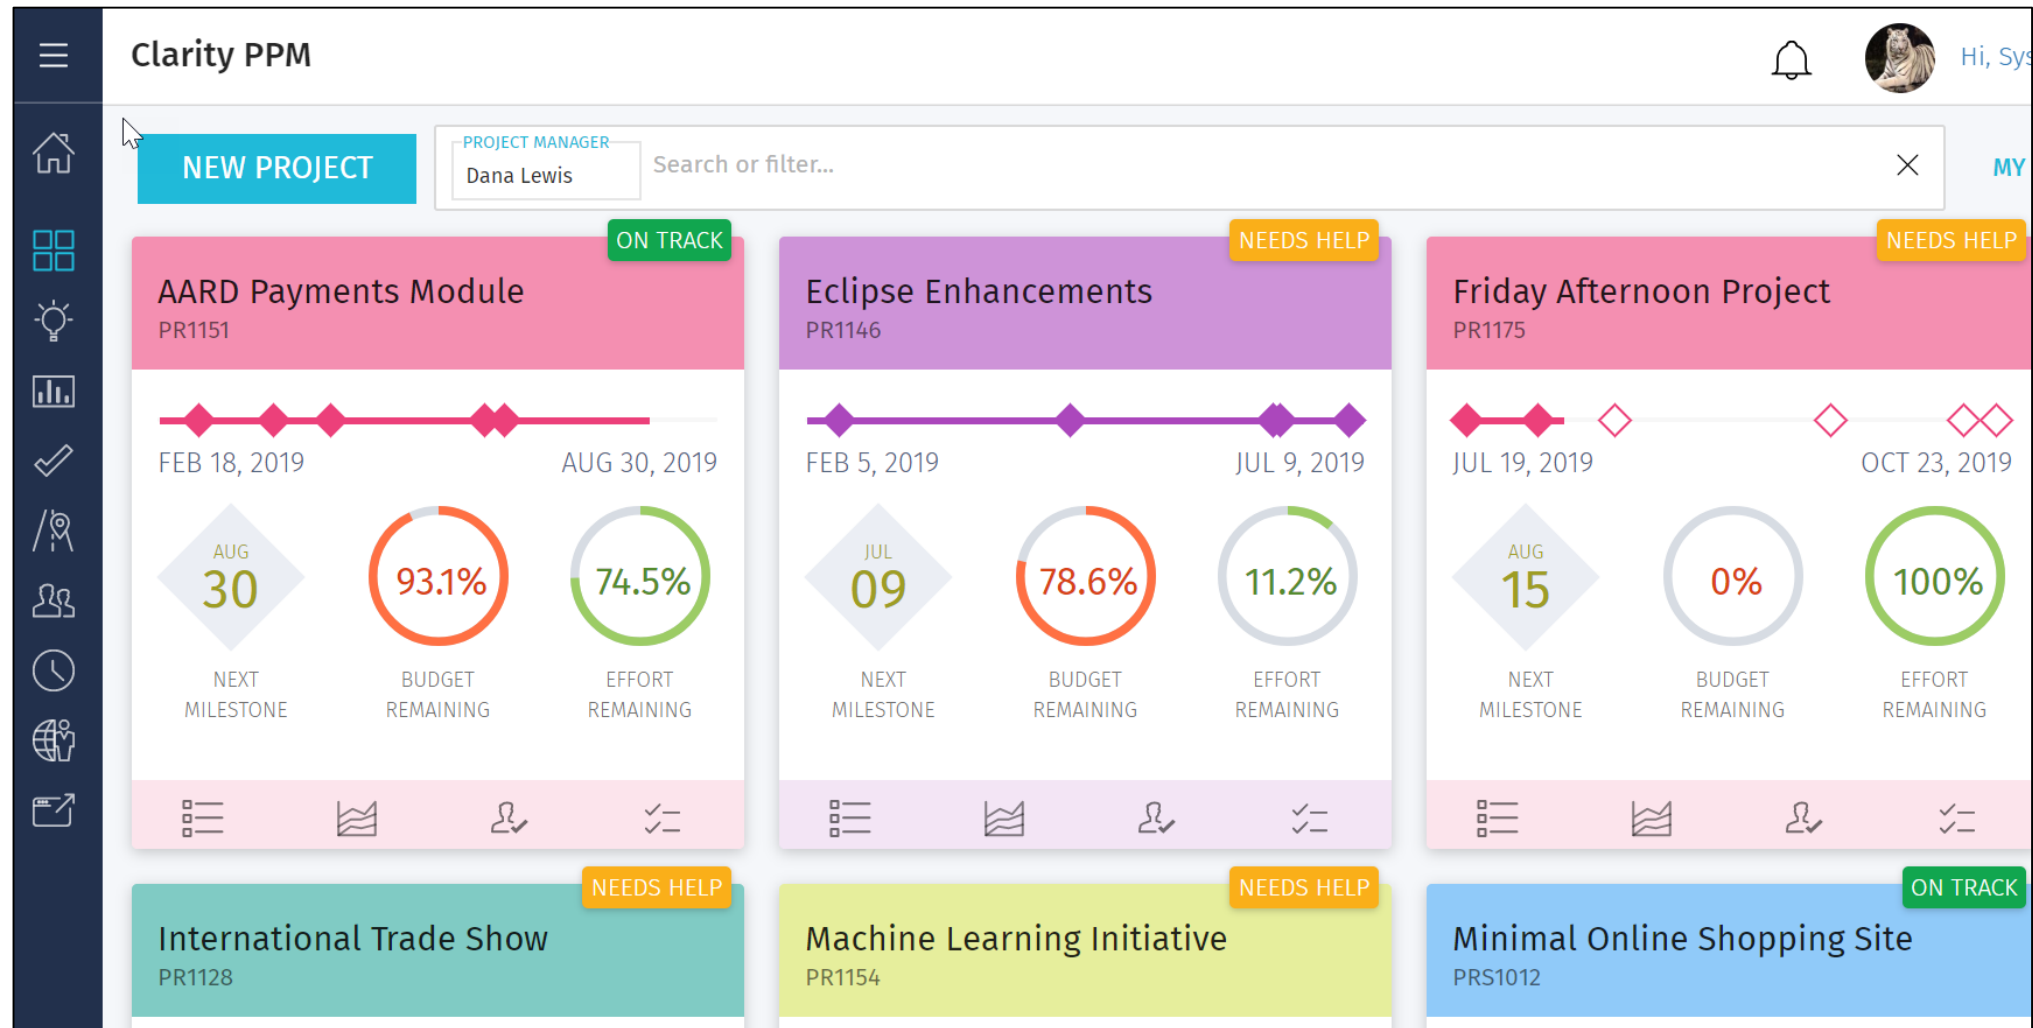 Clarity PPM
Hi, Sys
NEW PROJECT
PROJECT MANAGER
Dana Lewis
Search or filter...
MY
ON TRACK
AARD Payments Module
PR1151
FEB 18, 2019
AUG 30, 2019
AUG
30
NEXT
MILESTONE
93.1%
BUDGET
REMAINING
74.5%
EFFORT
REMAINING
NEEDS HELP
Eclipse Enhancements
PR1146
FEB 5, 2019
JUL 9, 2019
JUL
09
NEXT
MILESTONE
78.6%
BUDGET
REMAINING
11.2%
EFFORT
REMAINING
NEEDS HELP
Friday Afternoon Project
PR1175
JUL 19, 2019
OCT 23, 2019
AUG
15
NEXT
MILESTONE
0%
BUDGET
REMAINING
100%
EFFORT
REMAINING
NEEDS HELP
International Trade Show
PR1128
NEEDS HELP
Machine Learning Initiative
PR1154
ON TRACK
Minimal Online Shopping Site
PRS1012